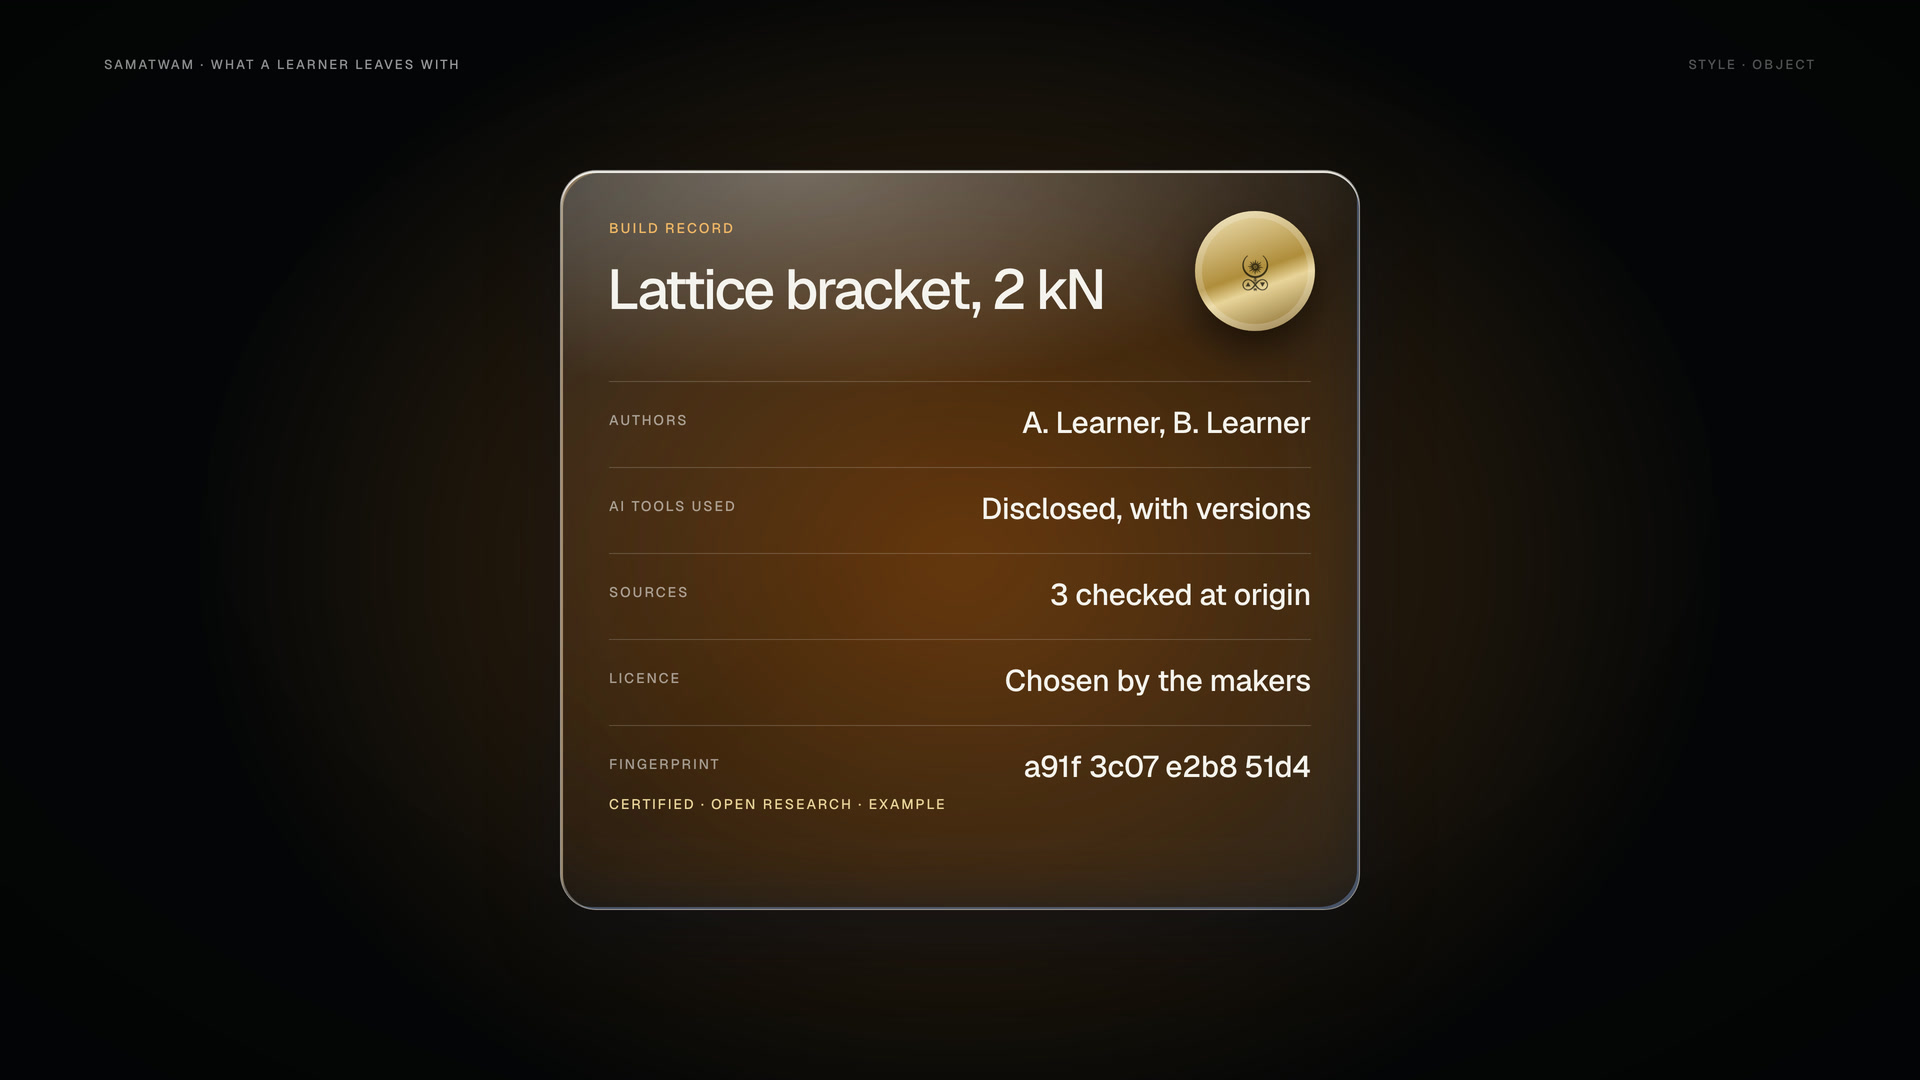 SAMATWAM · WHAT A LEARNER LEAVES WITH
STYLE · OBJECT
BUILD RECORD
Lattice bracket, 2 kN
AUTHORS
A. Learner, B. Learner
AI TOOLS USED
Disclosed, with versions
SOURCES
3 checked at origin
LICENCE
Chosen by the makers
FINGERPRINT
a91f 3c07 e2b8 51d4
CERTIFIED · OPEN RESEARCH · EXAMPLE